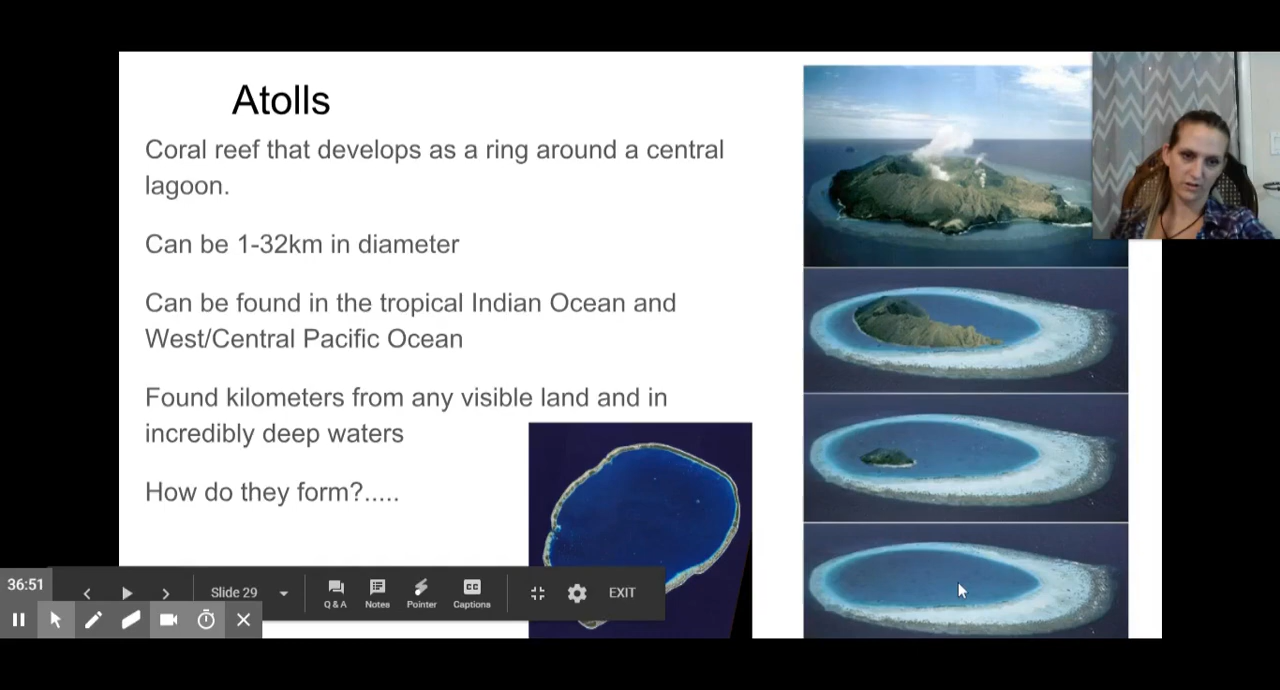 Atolls
Coral reef that develops as a ring around a central
lagoon.
Can be 1-32km in diameter
Can be found in the tropical Indian Ocean and
West/Central Pacific Ocean
Found kilometers from any visible land and in
incredibly deep waters
How do they form?.....
36:51
Slide 29
Q & A
Notes
Pointer
CC
Captions
EXIT